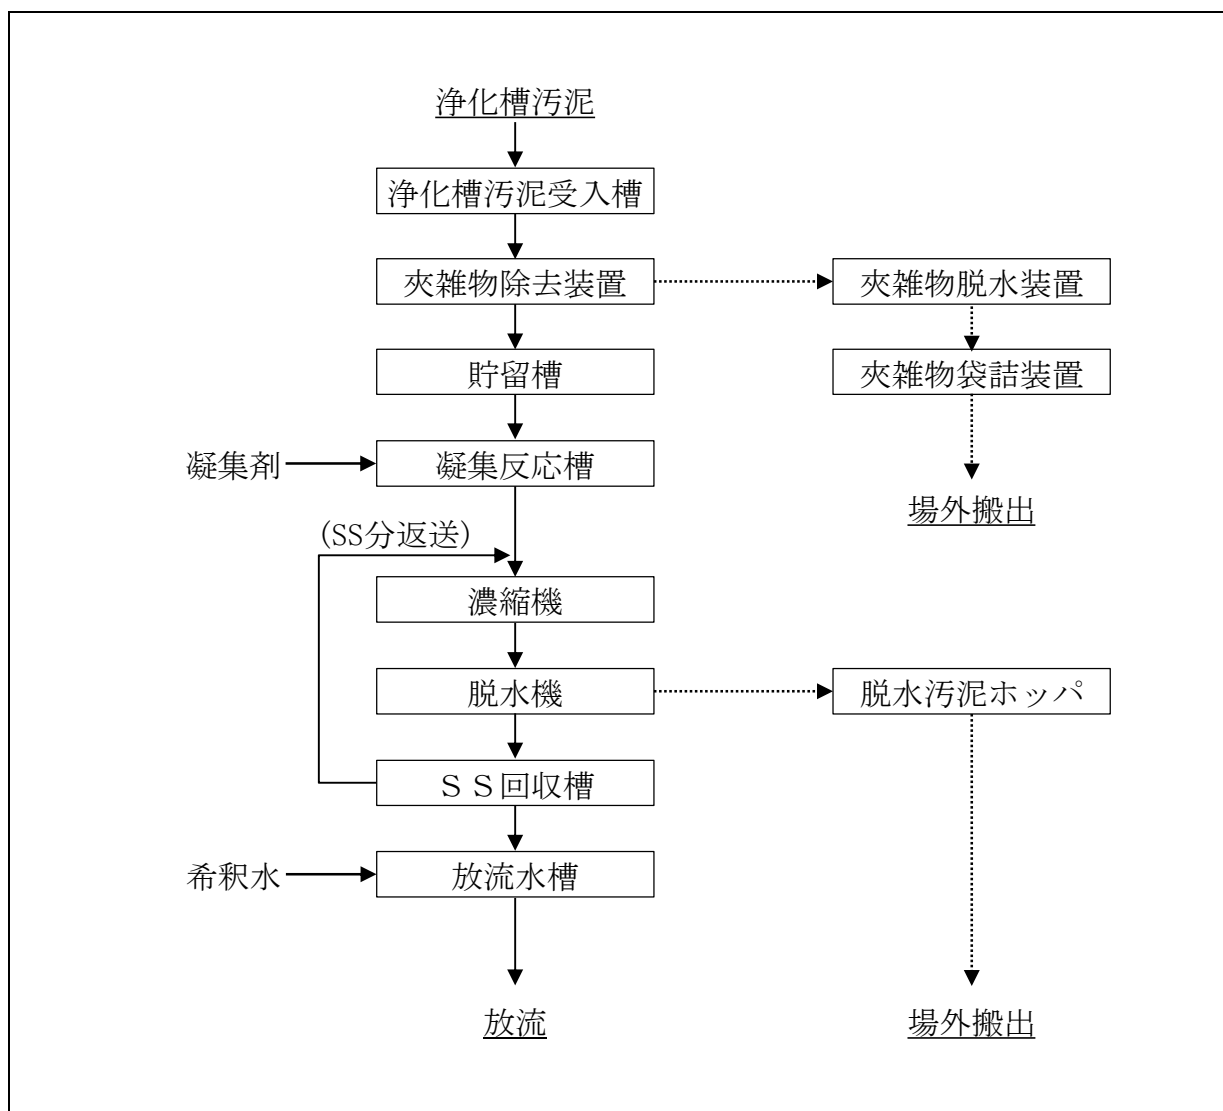 浄化槽汚泥
浄化槽汚泥受入槽
夾雑物除去装置
夾雑物脱水装置
貯留槽
夾雑物袋詰装置
凝集剤
凝集反応槽
場外搬出
(SS分返送)
濃縮機
脱水機
脱水汚泥ホッパ
ＳＳ回収槽
希釈水
放流水槽
放流
場外搬出